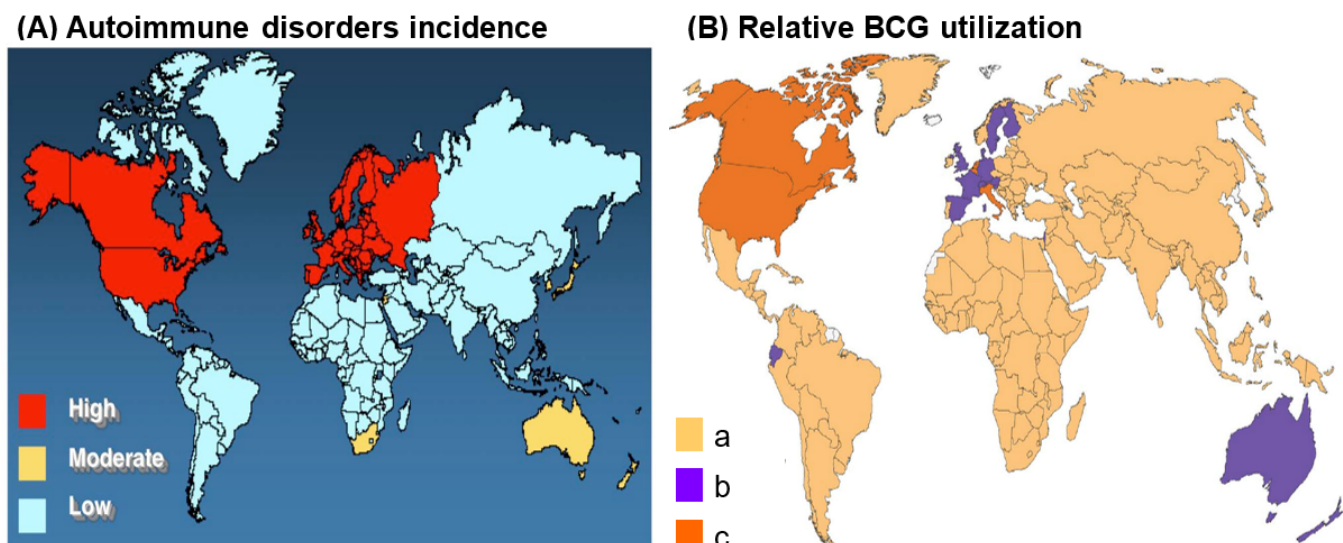 (A) Autoimmune disorders incidence
(B) Relative BCG utilization
High
Moderate
Low
a
b
c